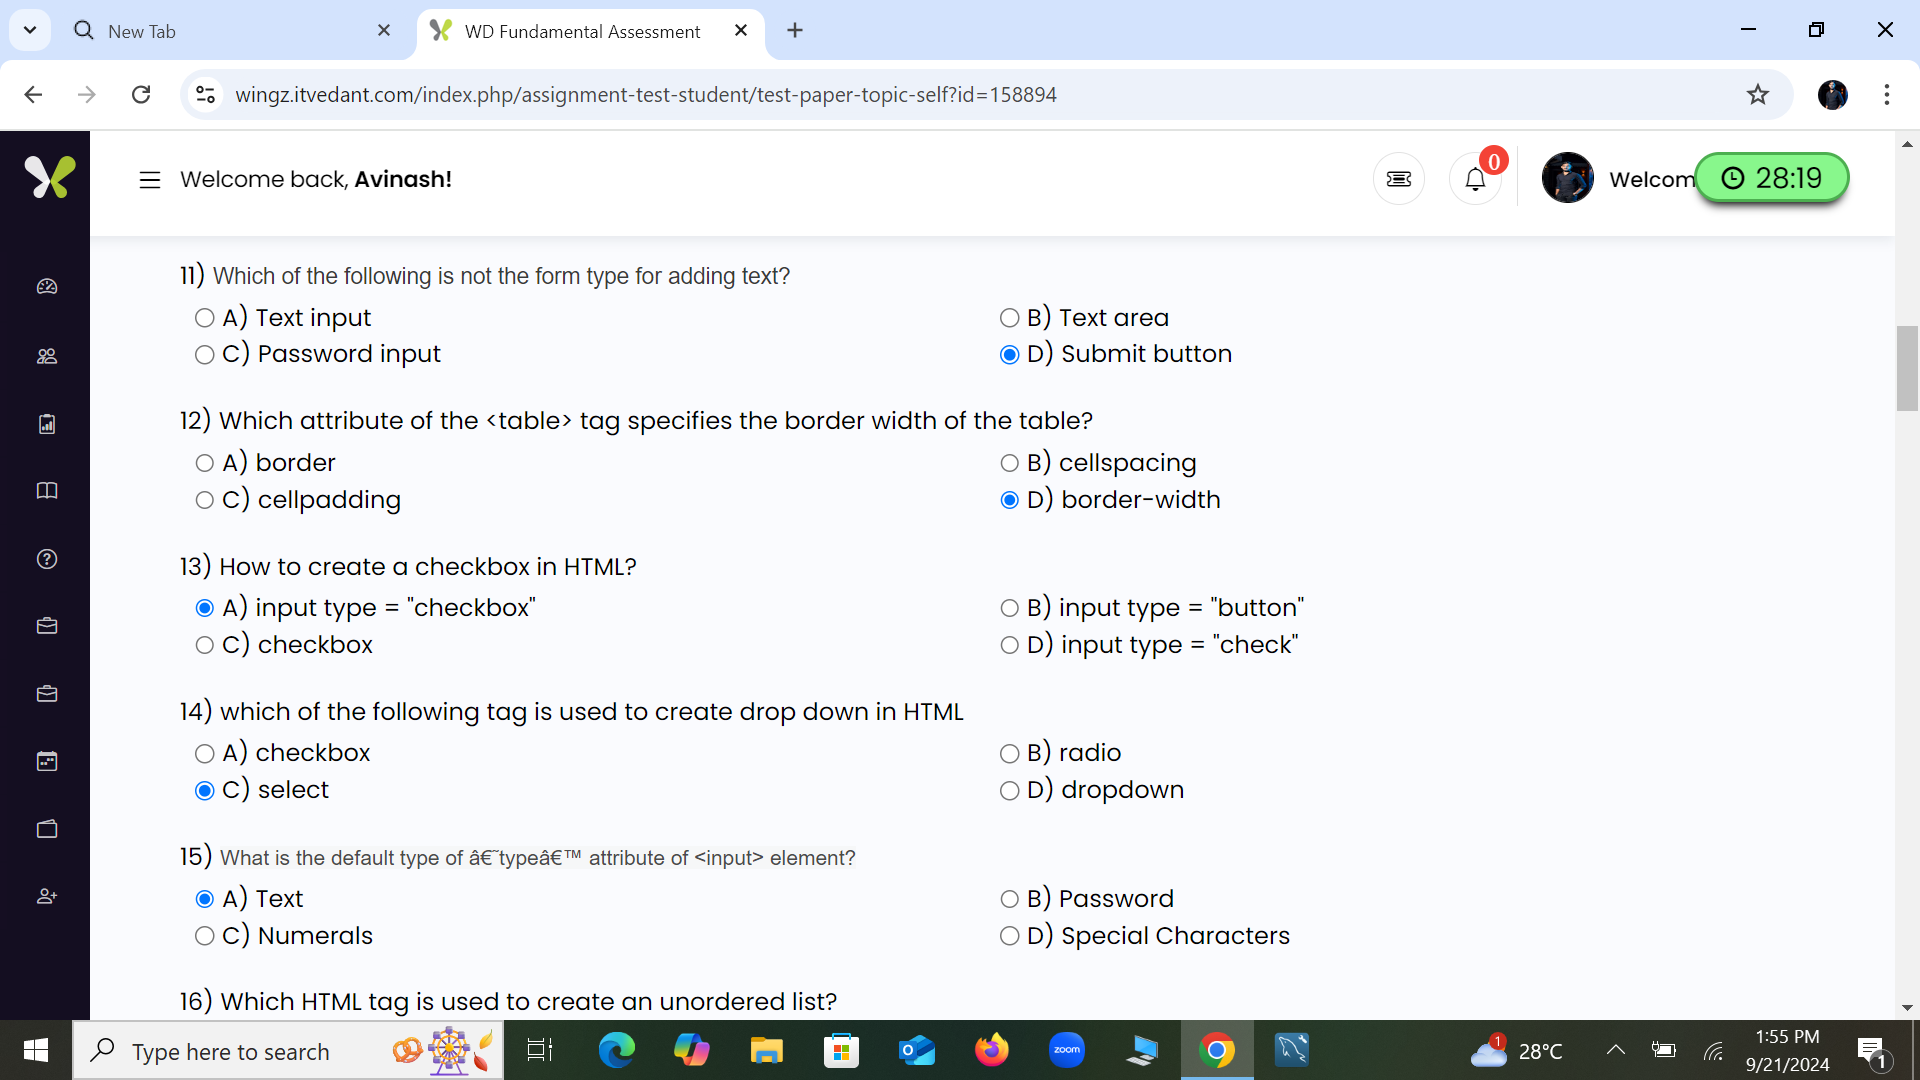 New Tab
WD Fundamental Assessment
wingz.itvedant.com/index.php/assignment-test-student/test-paper-topic-self?id=158894
Welcome back, Avinash!
0
Welcom
28:19
11) Which of the following is not the form type for adding text?
A) Text input
B) Text area
C) Password input
D) Submit button
12) Which attribute of the <table> tag specifies the border width of the table?
A) border
B) cellspacing
C) cellpadding
D) border-width
13) How to create a checkbox in HTML?
A) input type = "checkbox"
B) input type = "button"
C) checkbox
D) input type = "check"
14) which of the following tag is used to create drop down in HTML
A) checkbox
B) radio
C) select
D) dropdown
15) What is the default type of â€˜typeâ€™ attribute of <input> element?
A) Text
B) Password
C) Numerals
D) Special Characters
16) Which HTML tag is used to create an unordered list?
Type here to search
zoom
1
28°C
1:55 PM
9/21/2024
1